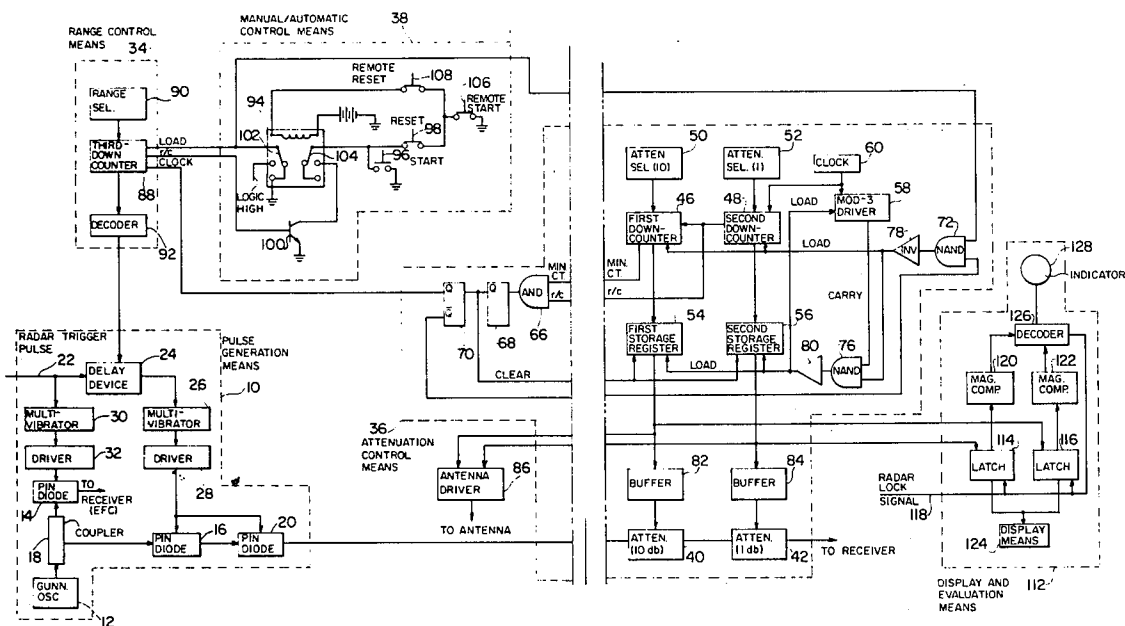 MANUAL/AUTOMATIC
CONTROL MEANS
38
RANGE CONTROL
MEANS
34
RANGE
SEL.
90
THIRD
DOWN
COUNTER
88
DECODER
92
LOAD
r/c
CLOCK
94
102
104
LOGIC
HIGH
100
REMOTE
RESET
108
106
REMOTE
START
RESET
98
96
START
50
52
ATTEN
SEL (10)
ATTEN.
SEL. (1)
CLOCK
60
46
48
58
FIRST
DOWN-
COUNTER
SECOND
DOWN-
COUNTER
LOAD
MOD-3
DRIVER
78
INV
72
NAND
LOAD
MIN.
CT.
r/c
MIN
CT.
r/c
AND
66
Q
Q
70
68
CARRY
54
56
FIRST
STORAGE
REGISTER
SECOND
STORAGE
REGISTER
80
76
NAND
LOAD
CLEAR
128
INDICATOR
126
DECODER
120
122
MAG.
COMP.
MAG
COMP.
114
116
LATCH
LATCH
RADAR LOCK
SIGNAL
118
DISPLAY
MEANS
124
DISPLAY AND
EVALUATION
MEANS
112
RADAR TRIGGER
PULSE
22
24
DELAY
DEVICE
PULSE
GENERATION
MEANS
10
26
MULTI-
VIBRATOR
30
MULTI-
VIBRATOR
DRIVER
32
DRIVER
28
PIN
DIODE
14
TO
RECEIVER
(EFC)
COUPLER
18
PIN
DIODE
16
PIN
DIODE
20
GUNN.
OSC
12
36
ATTENUATION
CONTROL
MEANS
ANTENNA
DRIVER
86
TO ANTENNA
82
84
BUFFER
BUFFER
ATTEN.
(10 db)
40
ATTEN.
(1 db)
42
TO RECEIVER